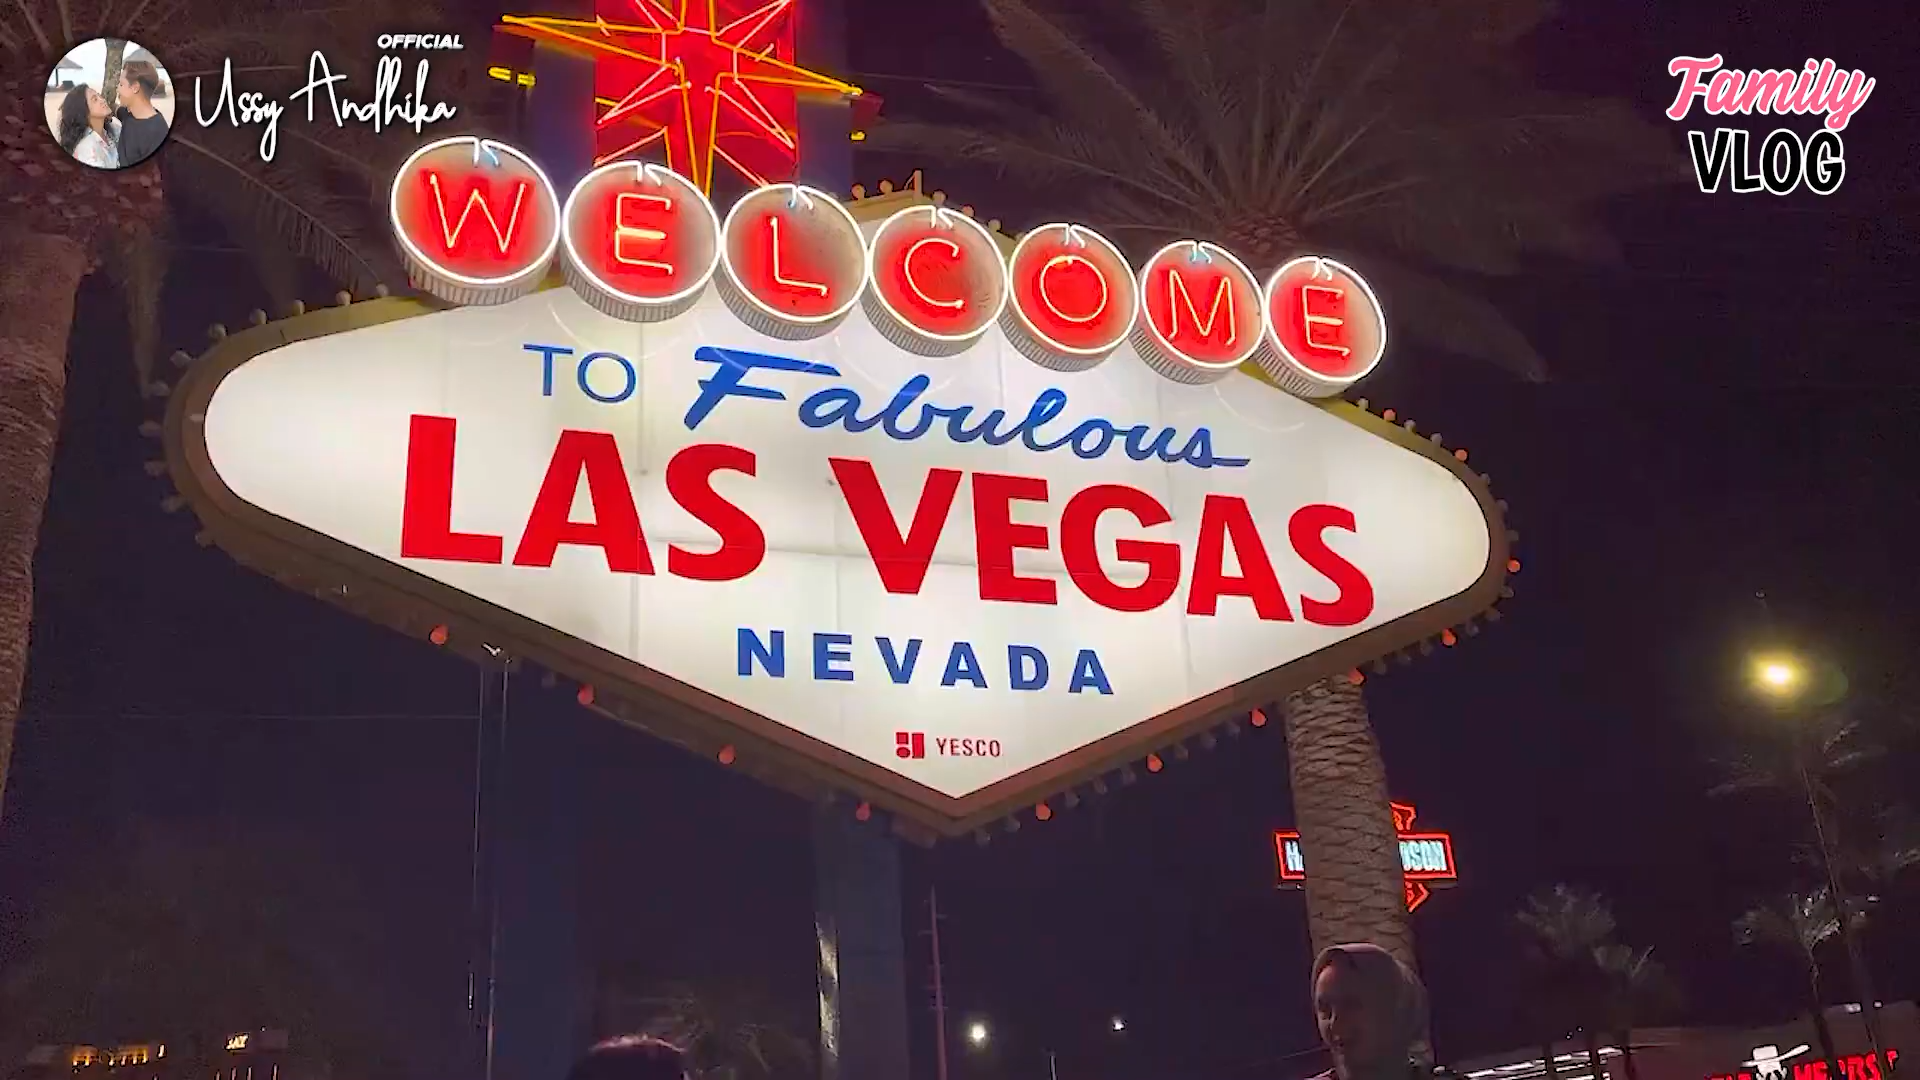 OFFICIAL
Ussy Andhika
Family
VLOG
WELCOME
TO Fabulous
LAS VEGAS
NEVADA
YESCO